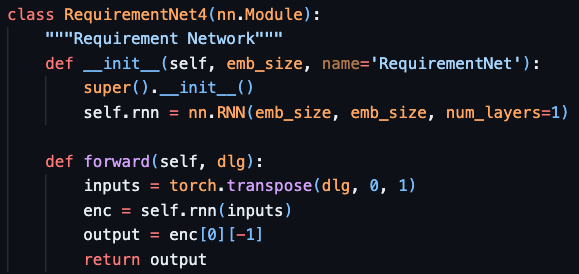 class RequirementNet4(nn.Module):
    """Requirement Network"""
    def __init__(self, emb_size, name='RequirementNet'):
        super().__init__()
        self.rnn = nn.RNN(emb_size, emb_size, num_layers=1)

    def forward(self, dlg):
        inputs = torch.transpose(dlg, 0, 1)
        enc = self.rnn(inputs)
        output = enc[0][-1]
        return output